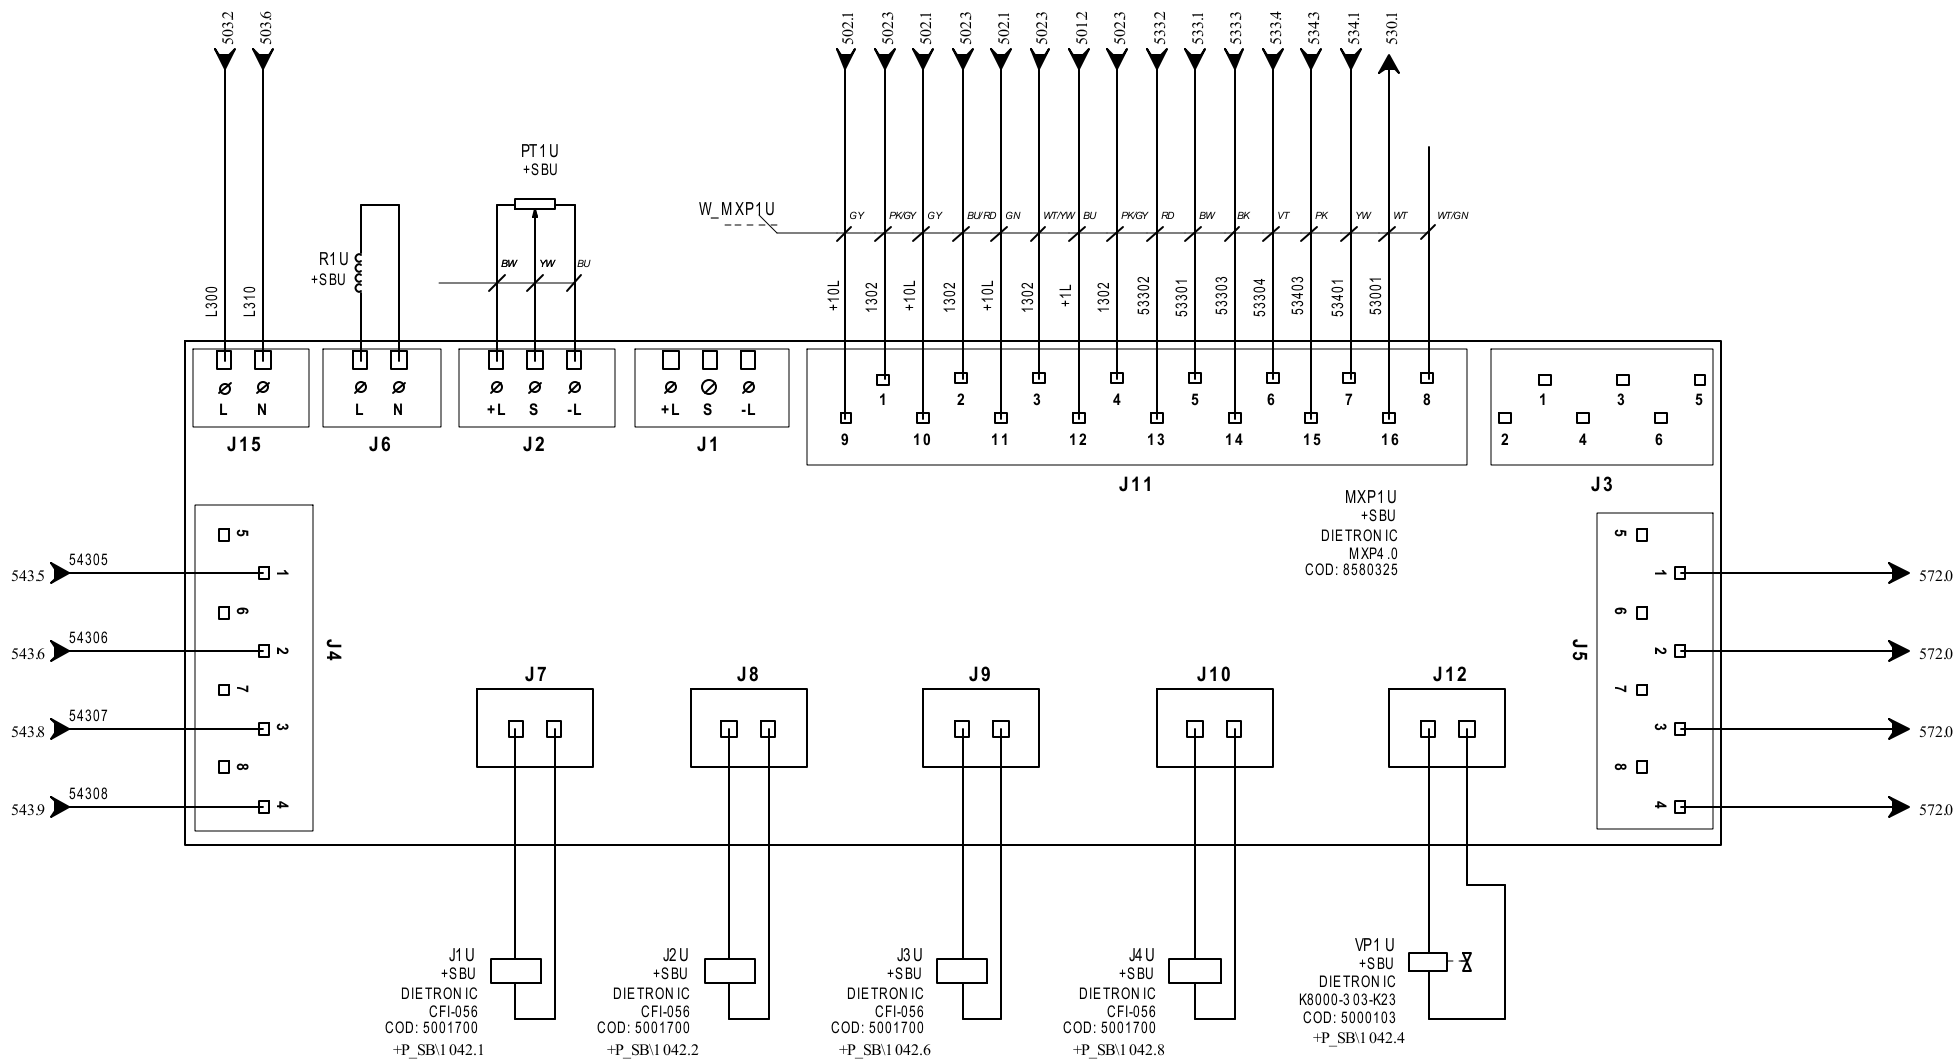 503.2 503.6 502.1 502.3 502.1 502.3 502.1 502.3 501.2 502.3 533.2 533.1 533.3 533.4 534.3 534.1 530.1
PT1U
+SBU
W_MXP1U
GY PK/GY GY BU/RD GN WT/YW BU PK/GY RD BW BK VT PK YW WT WT/GN
R1U
+SBU
BW YW BU
L300 L310 +10L 1302 +10L 1302 +10L 1302 +1L 1302 53302 53301 53303 53304 53403 53401 53001
L N
J15
L N
J6
+L S -L
J2
+L S -L
J1
1 2 3 4 5 6 7 8
9 10 11 12 13 14 15 16
J11
1 3 5
2 4 6
J3
MXP1U
+SBU
DIETRONIC
MXP4.0
COD: 8580325
5
543.5 54305 1
6
543.6 54306 2
7
543.8 54307 3
8
543.9 54308 4
J4
5
1 572.0
6
2 572.0
7
3 572.0
8
4 572.0
J5
J7 J8 J9 J10 J12
J1U
+SBU
DIETRONIC
CFI-056
COD: 5001700
+P_SB\1042.1
J2U
+SBU
DIETRONIC
CFI-056
COD: 5001700
+P_SB\1042.2
J3U
+SBU
DIETRONIC
CFI-056
COD: 5001700
+P_SB\1042.6
J4U
+SBU
DIETRONIC
CFI-056
COD: 5001700
+P_SB\1042.8
VP1U
+SBU
DIETRONIC
K8000-303-K23
COD: 5000103
+P_SB\1042.4